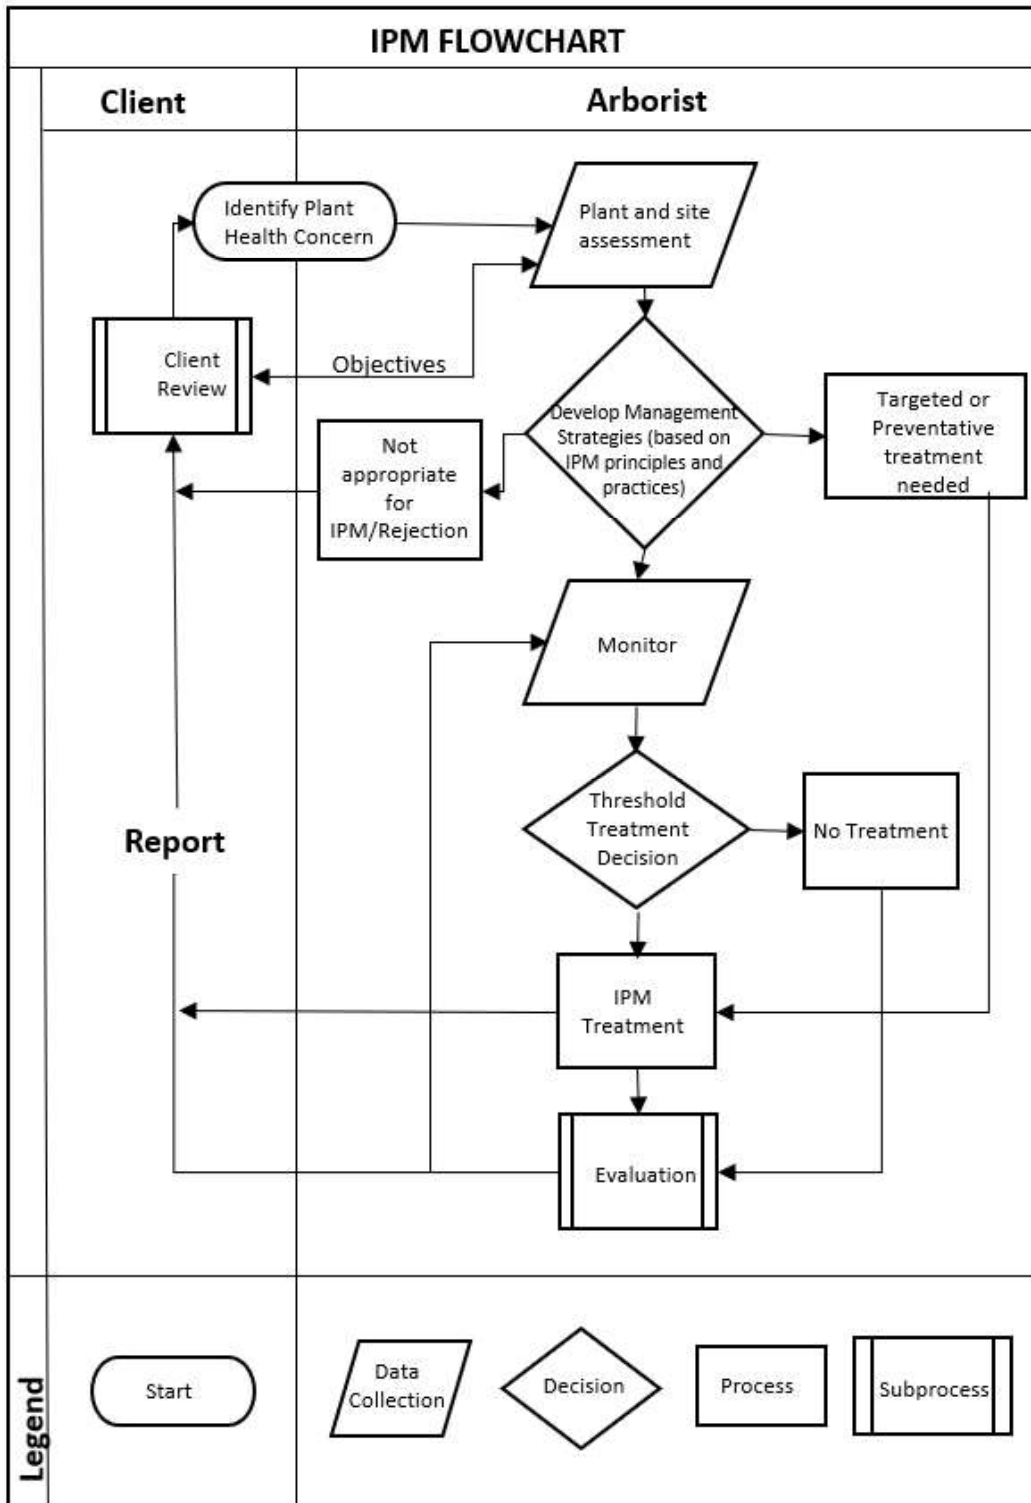 IPM FLOWCHART
Client
Arborist
Identify Plant
Health Concern
Plant and site
assessment
Client
Review
Objectives
Develop Management
Strategies (based on
IPM principles and
practices)
Targeted or
Preventative
treatment
needed
Not
appropriate
for
IPM/Rejection
Monitor
Threshold
Treatment
Decision
No Treatment
Report
IPM
Treatment
Evaluation
Legend
Start
Data
Collection
Decision
Process
Subprocess